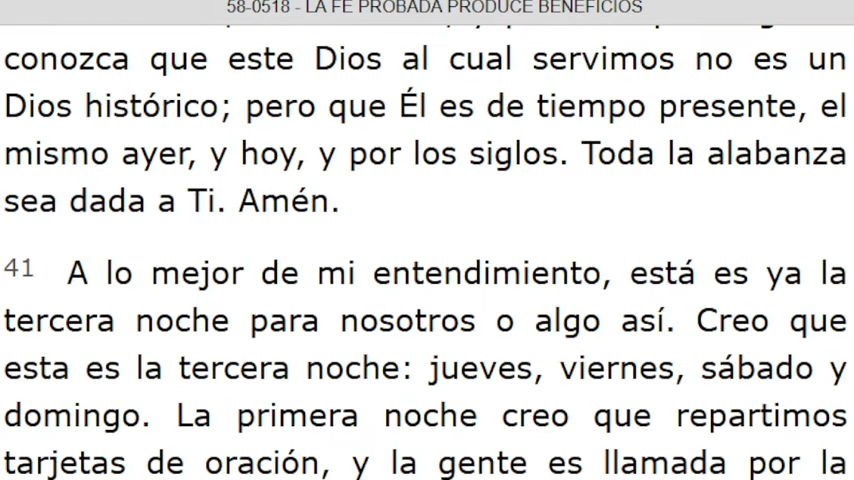 58-0518 - LA FE PROBADA PRODUCE BENEFICIOS
conozca que este Dios al cual servimos no es un
Dios histórico; pero que Él es de tiempo presente, el
mismo ayer, y hoy, y por los siglos. Toda la alabanza
sea dada a Ti. Amén.
41 A lo mejor de mi entendimiento, está es ya la
tercera noche para nosotros o algo así. Creo que
esta es la tercera noche: jueves, viernes, sábado y
domingo. La primera noche creo que repartimos
tarjetas de oración, y la gente es llamada por la